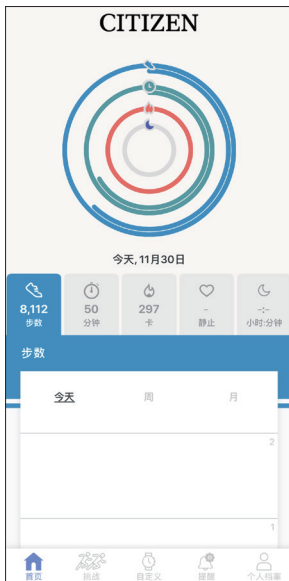 CITIZEN
今天, 11月30日
8,112
步数
50
分钟
297
卡
-
静止
-:-
小时:分钟
步数
今天
周
月
2
1
首页
挑战
自定义
提醒
个人档案